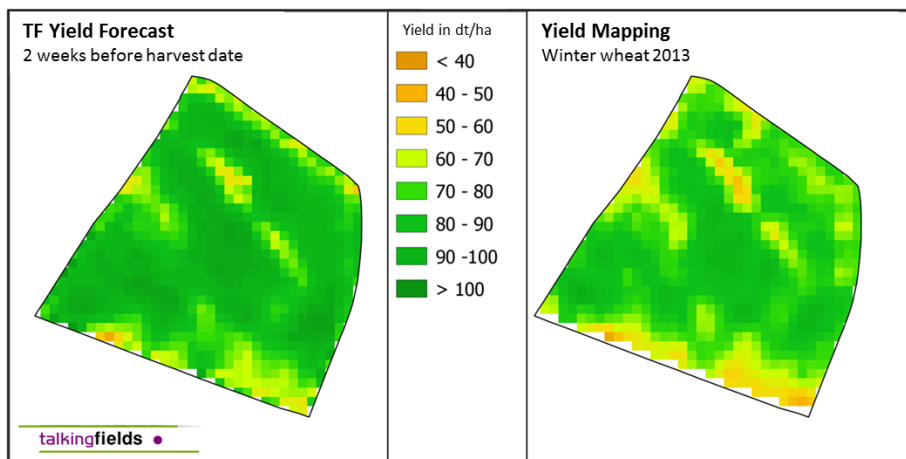 TF Yield Forecast
2 weeks before harvest date
Yield in dt/ha
< 40
40 - 50
50 - 60
60 - 70
70 - 80
80 - 90
90 -100
> 100
Yield Mapping
Winter wheat 2013
talkingfields